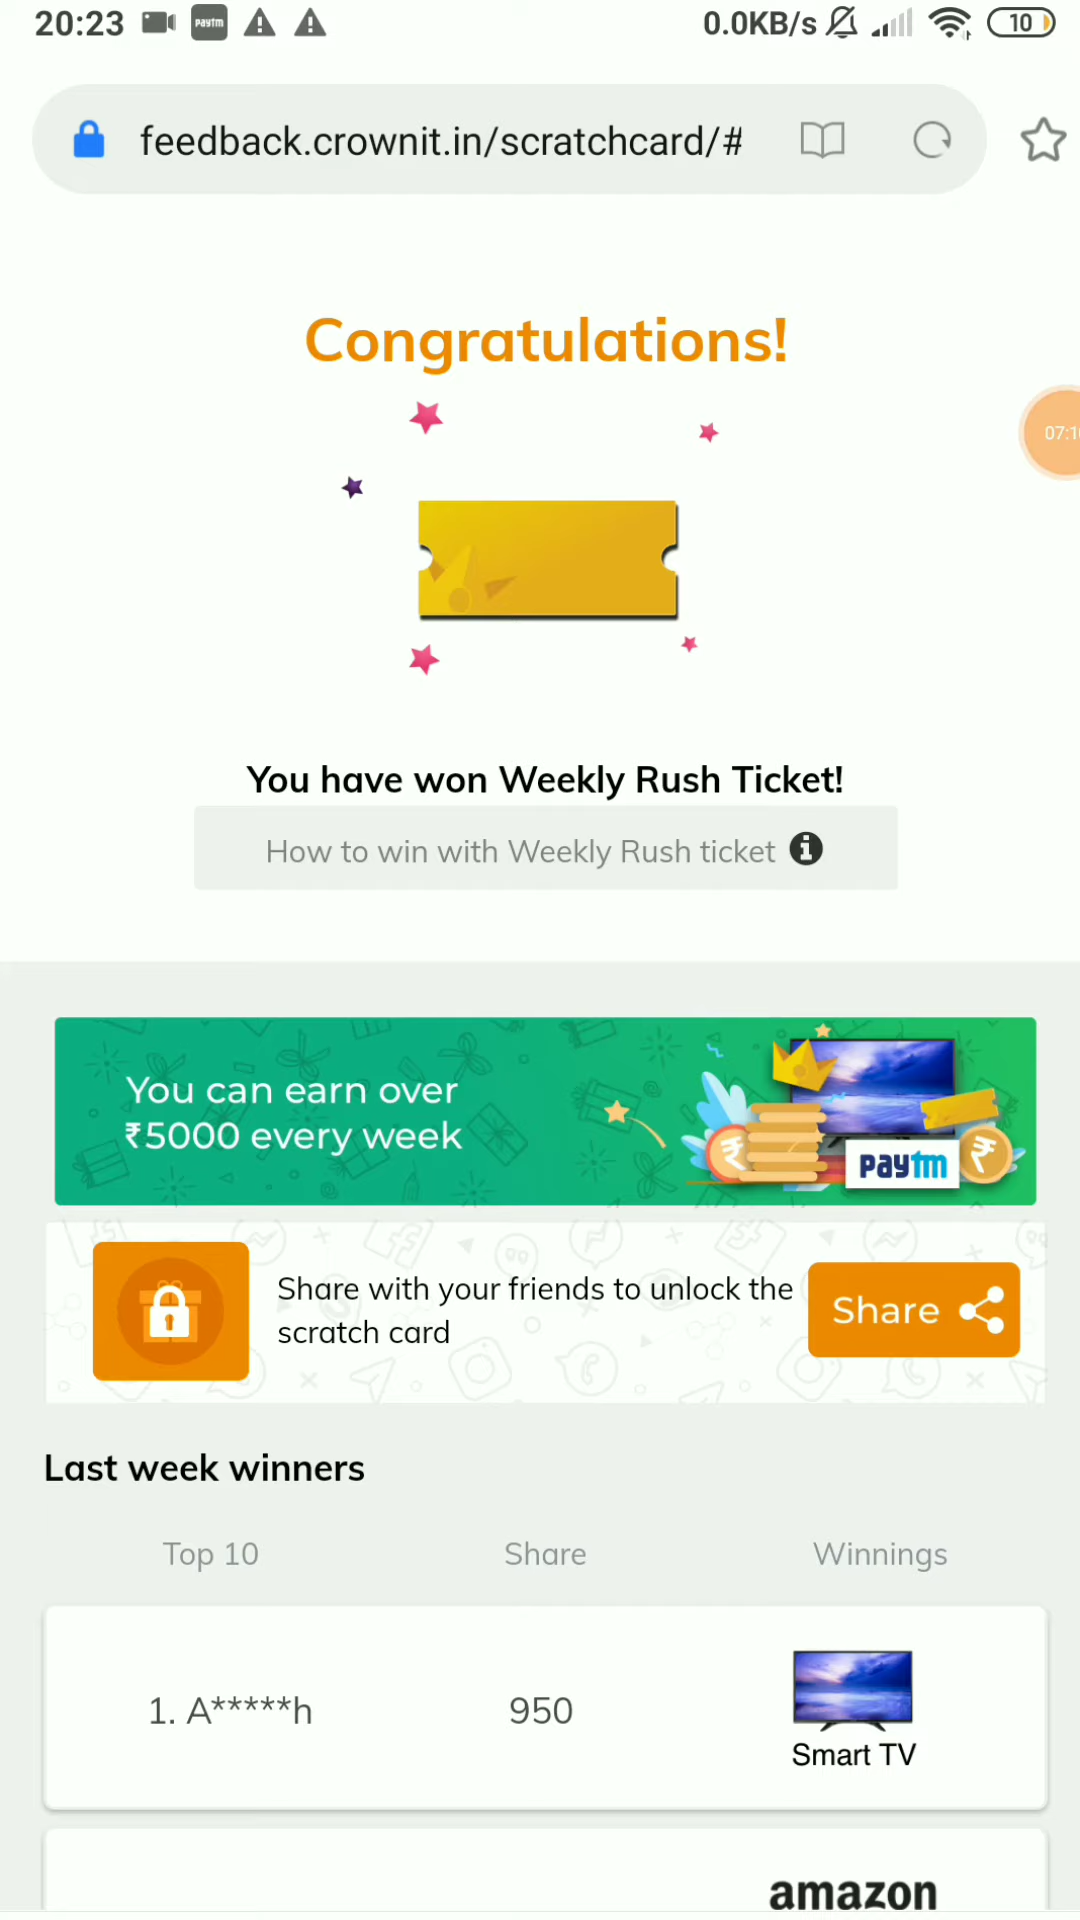 20:23 paytm 0.0KB/s 10
feedback.crownit.in/scratchcard/#
Congratulations!
You have won Weekly Rush Ticket!
How to win with Weekly Rush ticket
You can earn over
₹5000 every week
paytm
Share with your friends to unlock the
scratch card
Share
Last week winners
Top 10 Share Winnings
1. A*****h 950
Smart TV
amazon